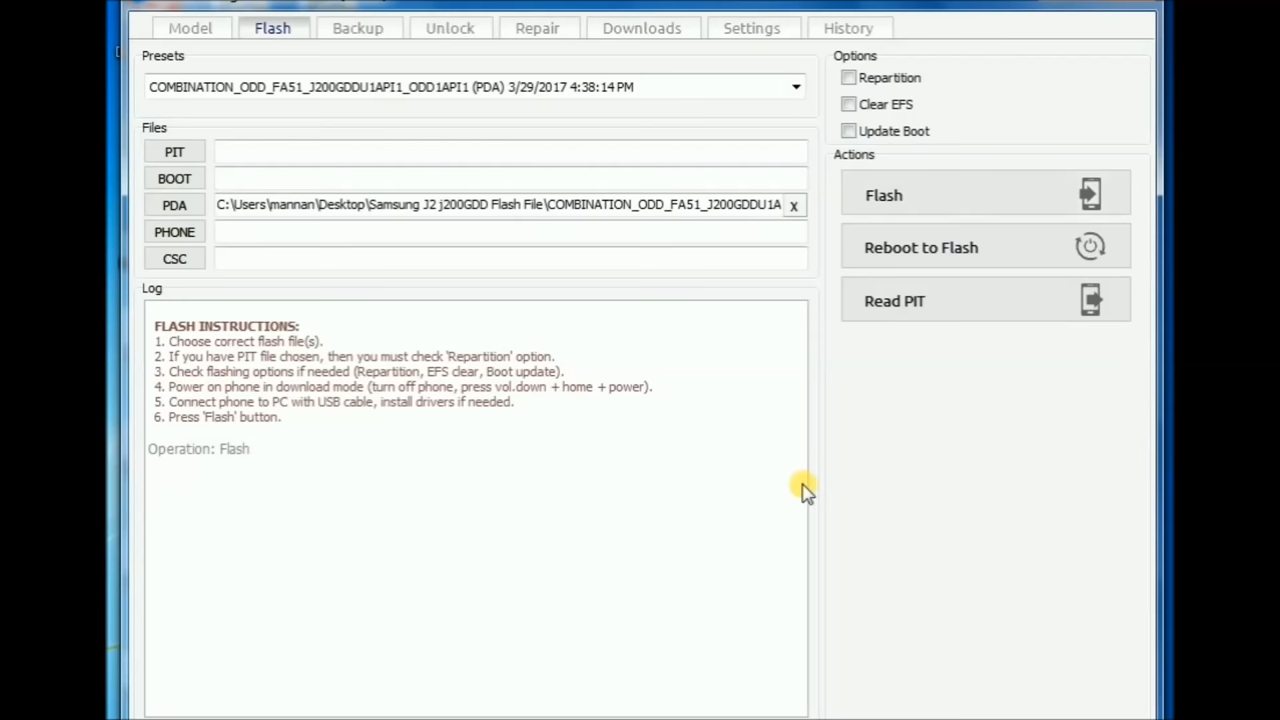 Model Flash Backup Unlock Repair Downloads Settings History
Presets
COMBINATION_ODD_FA51_J200GDDU1API1_ODD1API1 (PDA) 3/29/2017 4:38:14 PM
Files
PIT
BOOT
PDA C:\Users\mannan\Desktop\Samsung J2 j200GDD Flash File\COMBINATION_ODD_FA51_J200GDDU1A X
PHONE
CSC
Log
FLASH INSTRUCTIONS:
1. Choose correct flash file(s).
2. If you have PIT file chosen, then you must check 'Repartition' option.
3. Check flashing options if needed (Repartition, EFS clear, Boot update).
4. Power on phone in download mode (turn off phone, press vol.down + home + power).
5. Connect phone to PC with USB cable, install drivers if needed.
6. Press 'Flash' button.
Operation: Flash
Options
Repartition
Clear EFS
Update Boot
Actions
Flash
Reboot to Flash
Read PIT